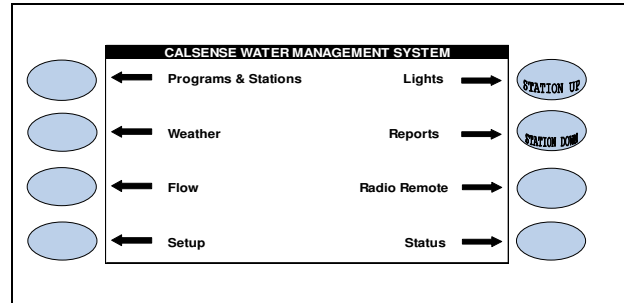 CALSENSE WATER MANAGEMENT SYSTEM
Programs & Stations Lights STATION UP
Weather Reports STATION DOWN
Flow Radio Remote
Setup Status